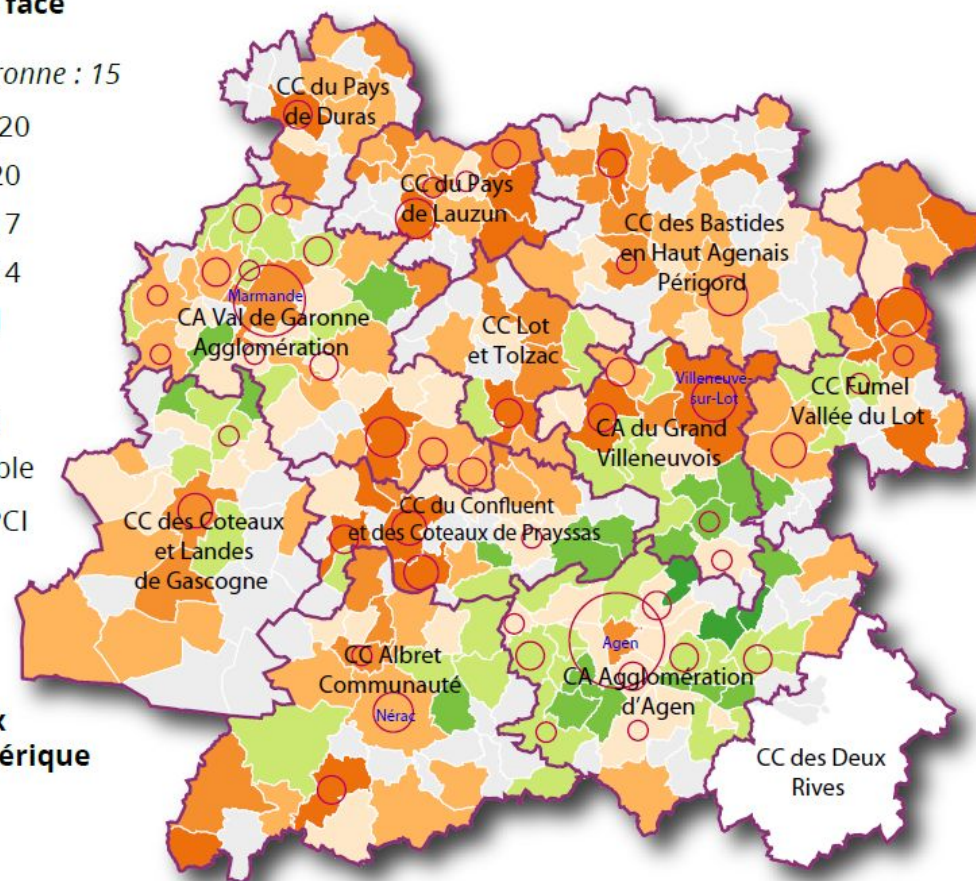 face
ronne : 15
20
20
7
4
ble
PCI
x
érique
CC du Pays
de Duras
CC du Pays
de Lauzun
CC des Bastides
en Haut Agenais
Périgord
Marmande
CA Val de Garonne
Agglomération
CC Lot
et Tolzac
Villeneuve-
sur-Lot
CC Fumel
Vallée du Lot
CA du Grand
Villeneuvois
CC du Confluent
et des Coteaux de Prayssas
CC des Coteaux
et Landes
de Gascogne
Agen
CC Albret
Communauté
CA Agglomération
d'Agen
Nérac
CC des Deux
Rives